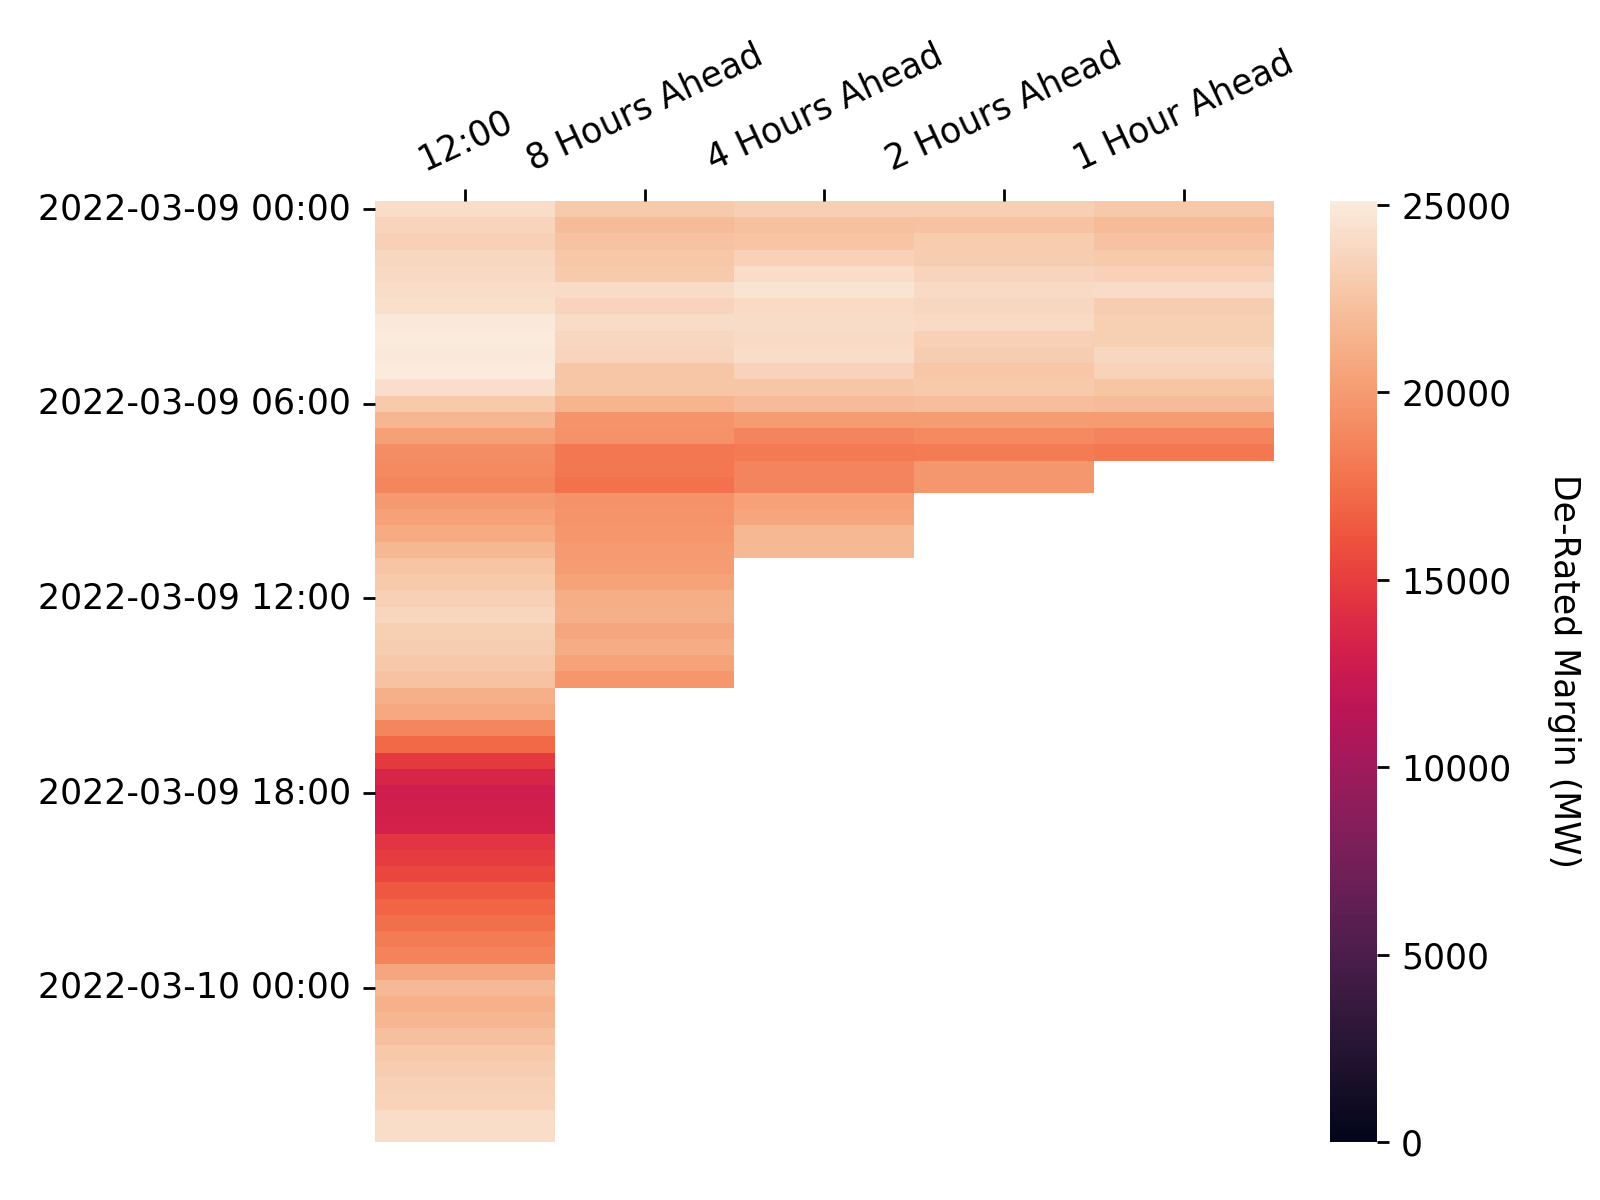 12:00
8 Hours Ahead
4 Hours Ahead
2 Hours Ahead
1 Hour Ahead
2022-03-09 00:00
2022-03-09 06:00
2022-03-09 12:00
2022-03-09 18:00
2022-03-10 00:00
25000
20000
15000
10000
5000
0
De-Rated Margin (MW)